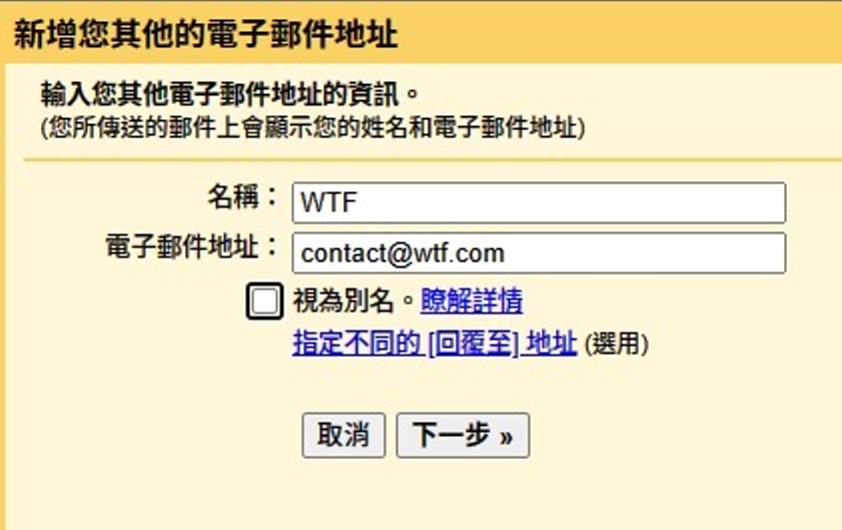 新增您其他的電子郵件地址
輸入您其他電子郵件地址的資訊。
(您所傳送的郵件上會顯示您的姓名和電子郵件地址)
名稱： WTF
電子郵件地址： contact@wtf.com
視為別名。瞭解詳情
指定不同的 [回覆至] 地址 (選用)
取消 下一步 »